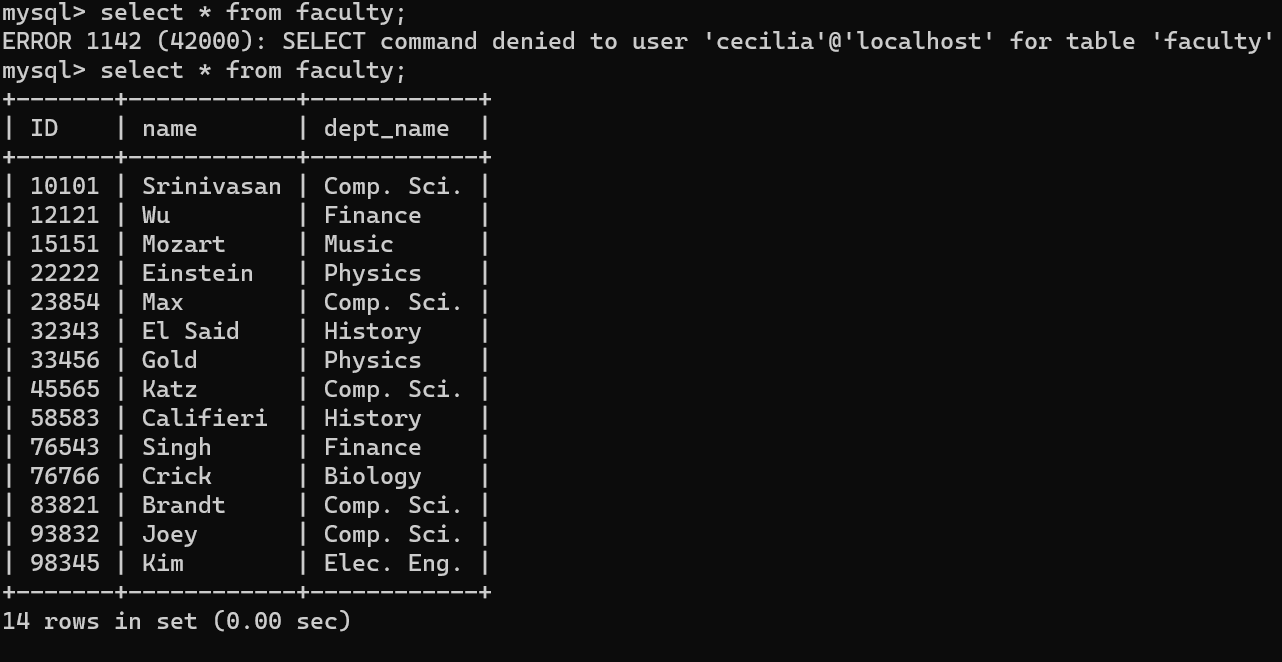 mysql> select * from faculty;
ERROR 1142 (42000): SELECT command denied to user 'cecilia'@'localhost' for table 'faculty'
mysql> select * from faculty;
+-------+------------+------------+
| ID    | name       | dept_name  |
+-------+------------+------------+
| 10101 | Srinivasan | Comp. Sci. |
| 12121 | Wu         | Finance    |
| 15151 | Mozart     | Music      |
| 22222 | Einstein   | Physics    |
| 23854 | Max        | Comp. Sci. |
| 32343 | El Said    | History    |
| 33456 | Gold       | Physics    |
| 45565 | Katz       | Comp. Sci. |
| 58583 | Califieri  | History    |
| 76543 | Singh      | Finance    |
| 76766 | Crick      | Biology    |
| 83821 | Brandt     | Comp. Sci. |
| 93832 | Joey       | Comp. Sci. |
| 98345 | Kim        | Elec. Eng. |
+-------+------------+------------+
14 rows in set (0.00 sec)